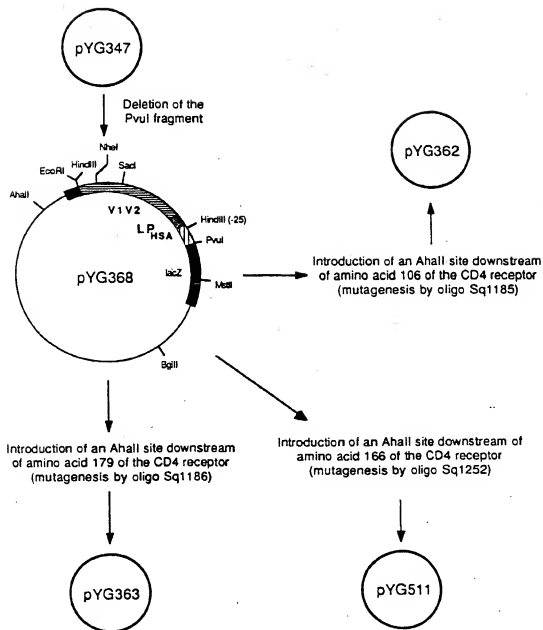 pYG347
Deletion of the
PvuI fragment
NheI
HindIII
SacI
EcoRI
AhaII
V1V2
LP HSA
HindIII (-25)
PvuI
pYG368
lacZ
MstII
BglII
pYG362
Introduction of an AhaII site downstream
of amino acid 106 of the CD4 receptor
(mutagenesis by oligo Sq1185)
Introduction of an AhaII site downstream
of amino acid 179 of the CD4 receptor
(mutagenesis by oligo Sq1186)
Introduction of an AhaII site downstream of
amino acid 166 of the CD4 receptor
(mutagenesis by oligo Sq1252)
pYG363
pYG511